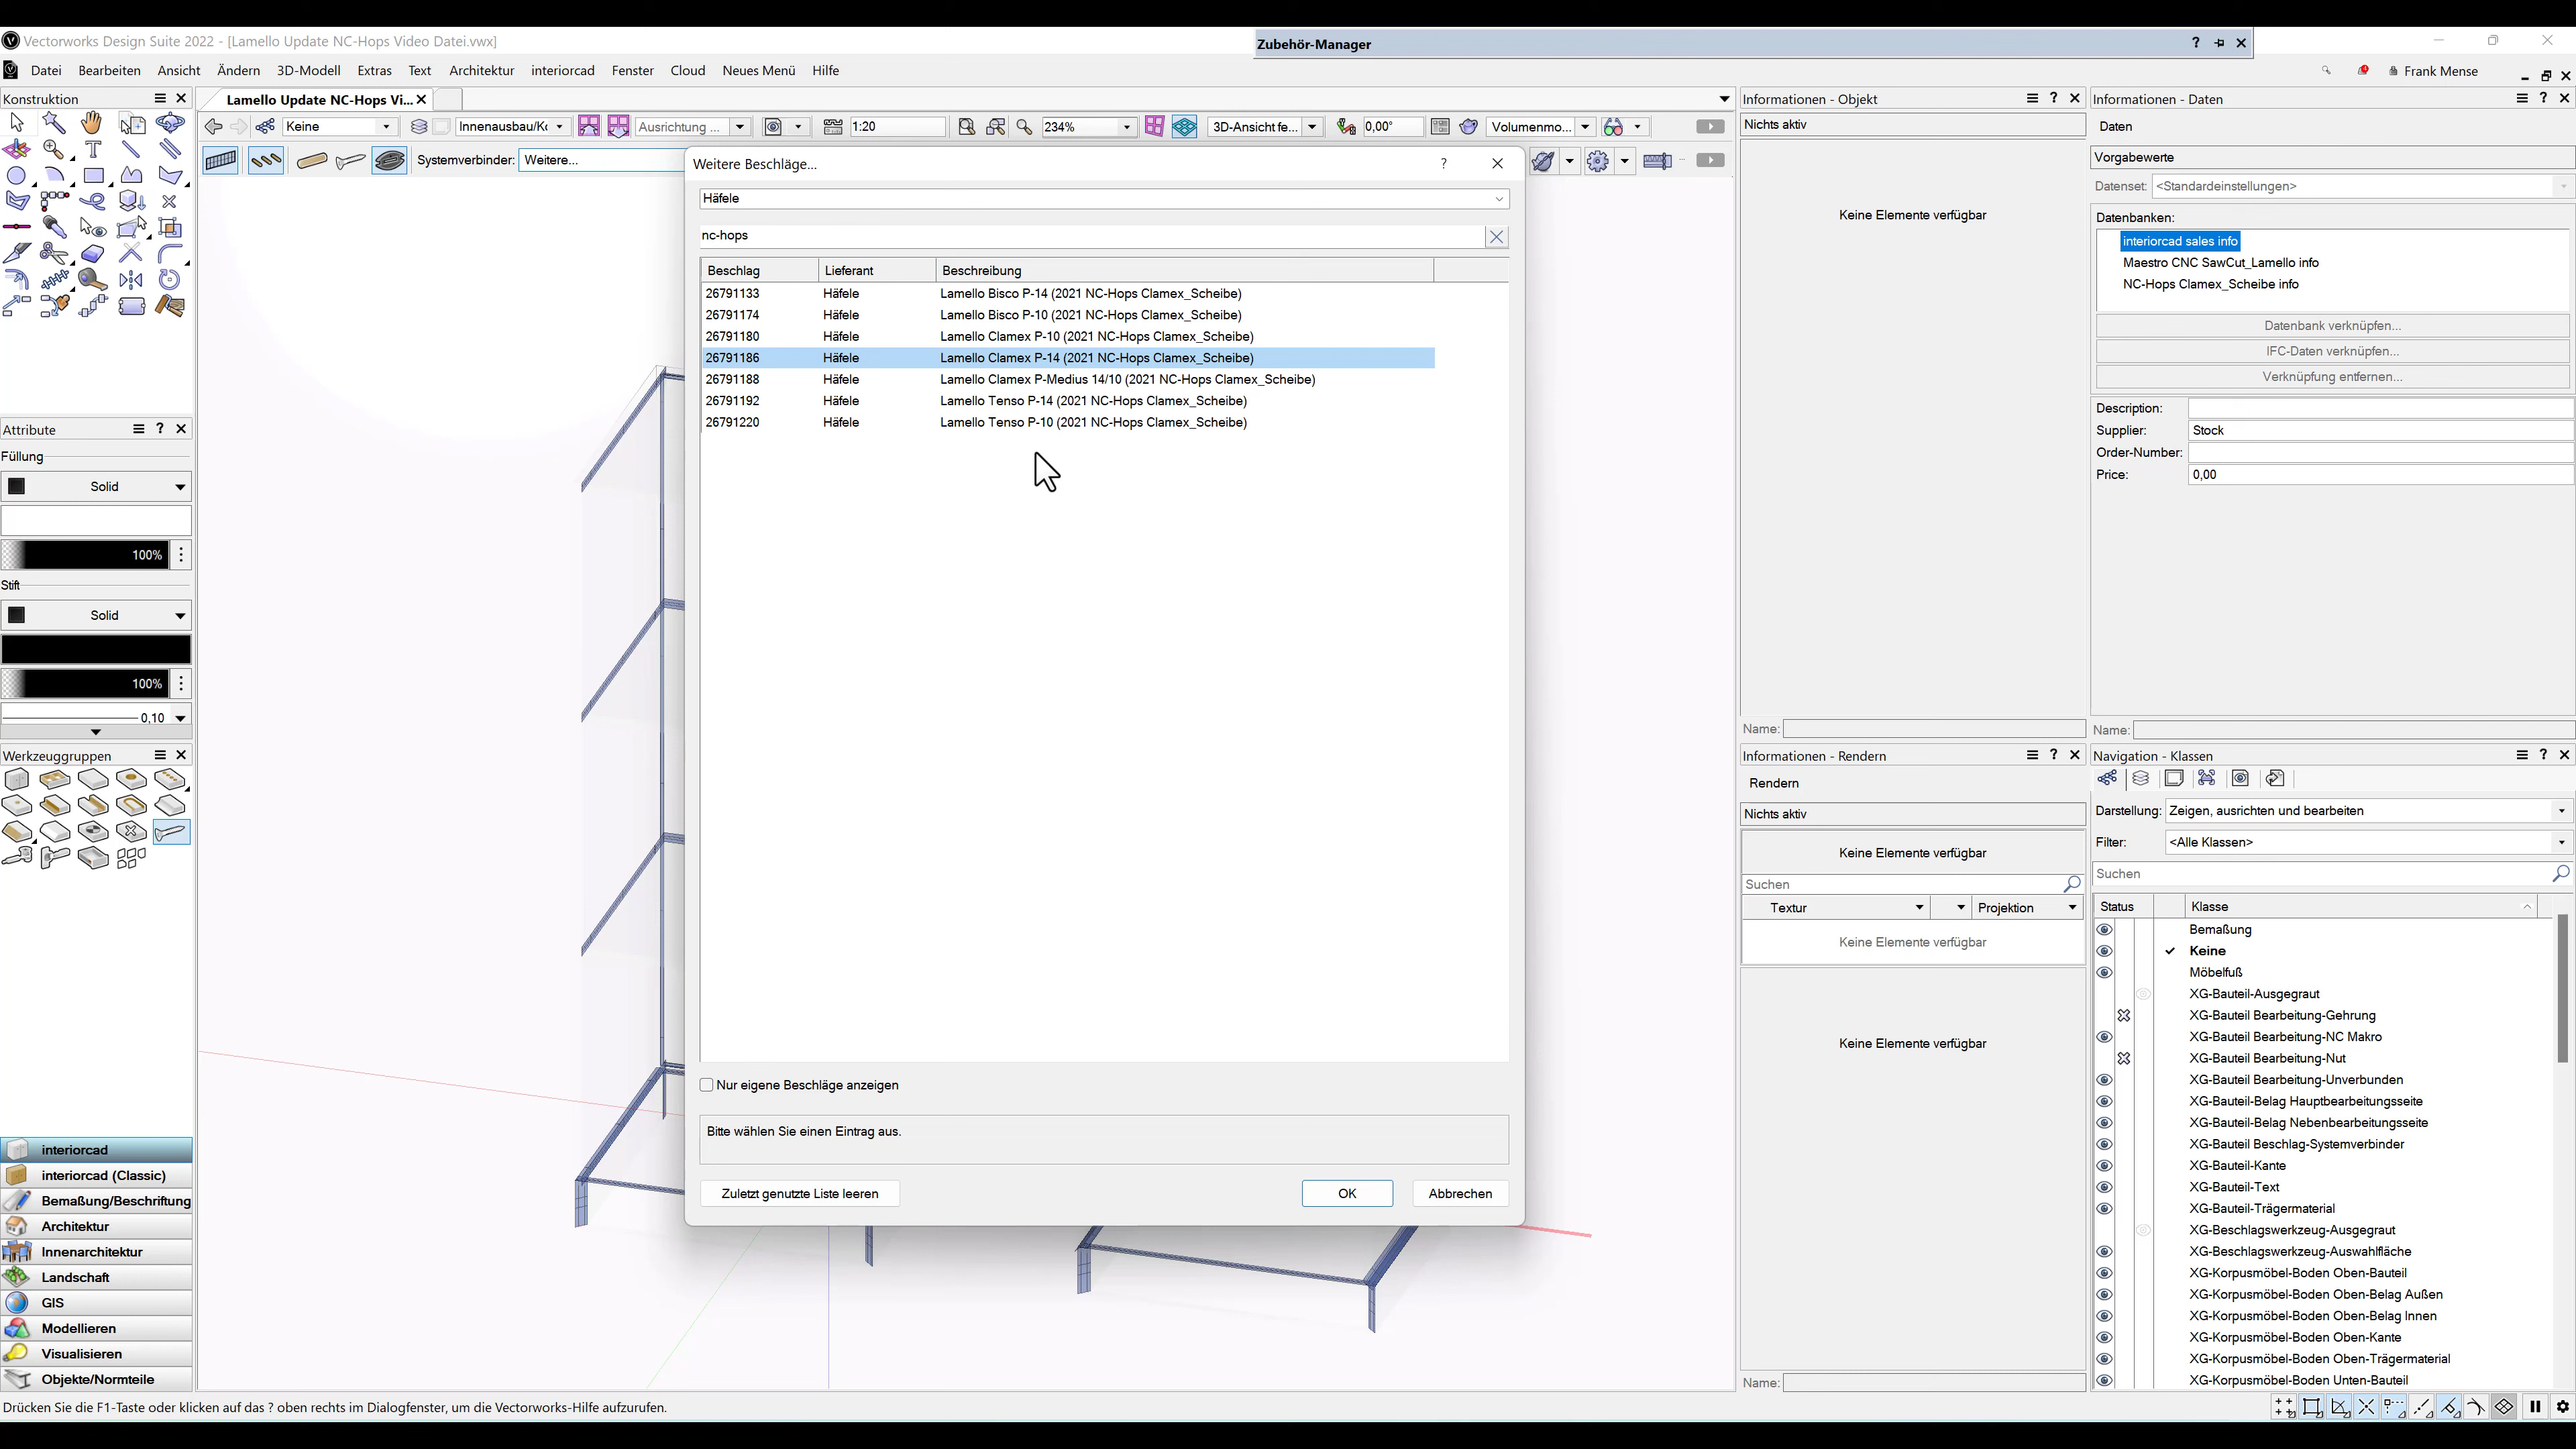 Vectorworks Design Suite 2022 - [Lamello Update NC-Hops Video Datei.vwx]
Zubehör-Manager
Datei Bearbeiten Ansicht Ändern 3D-Modell Extras Text Architektur interiorcad Fenster Cloud Neues Menü Hilfe
Frank Mense
Konstruktion
Lamello Update NC-Hops Vi...
Keine
Innenausbau/Kc
Ausrichtung ...
1:20
234%
3D-Ansicht fe...
0,00°
Volumenmo...
Systemverbinder: Weitere...
Weitere Beschläge...
Häfele
nc-hops
Beschlag Lieferant Beschreibung
26791133 Häfele Lamello Bisco P-14 (2021 NC-Hops Clamex_Scheibe)
26791174 Häfele Lamello Bisco P-10 (2021 NC-Hops Clamex_Scheibe)
26791180 Häfele Lamello Clamex P-10 (2021 NC-Hops Clamex_Scheibe)
26791186 Häfele Lamello Clamex P-14 (2021 NC-Hops Clamex_Scheibe)
26791188 Häfele Lamello Clamex P-Medius 14/10 (2021 NC-Hops Clamex_Scheibe)
26791192 Häfele Lamello Tenso P-14 (2021 NC-Hops Clamex_Scheibe)
26791220 Häfele Lamello Tenso P-10 (2021 NC-Hops Clamex_Scheibe)
Nur eigene Beschläge anzeigen
Bitte wählen Sie einen Eintrag aus.
Zuletzt genutzte Liste leeren
OK
Abbrechen
Attribute
Füllung
Solid
100%
Stift
Solid
100%
0,10
Werkzeuggruppen
interiorcad
interiorcad (Classic)
Bemaßung/Beschriftung
Architektur
Innenarchitektur
Landschaft
GIS
Modellieren
Visualisieren
Objekte/Normteile
Informationen - Objekt
Nichts aktiv
Keine Elemente verfügbar
Name:
Informationen - Rendern
Rendern
Nichts aktiv
Keine Elemente verfügbar
Suchen
Textur Projektion
Keine Elemente verfügbar
Keine Elemente verfügbar
Name:
Informationen - Daten
Daten
Vorgabewerte
Datenset: <Standardeinstellungen>
Datenbanken:
interiorcad sales info
Maestro CNC SawCut_Lamello info
NC-Hops Clamex_Scheibe info
Datenbank verknüpfen...
IFC-Daten verknüpfen...
Verknüpfung entfernen...
Description:
Supplier: Stock
Order-Number:
Price: 0,00
Name:
Navigation - Klassen
Darstellung: Zeigen, ausrichten und bearbeiten
Filter: <Alle Klassen>
Suchen
Status Klasse
Bemaßung
Keine
Möbelfuß
XG-Bauteil-Ausgegraut
XG-Bauteil Bearbeitung-Gehrung
XG-Bauteil Bearbeitung-NC Makro
XG-Bauteil Bearbeitung-Nut
XG-Bauteil Bearbeitung-Unverbunden
XG-Bauteil-Belag Hauptbearbeitungsseite
XG-Bauteil-Belag Nebenbearbeitungsseite
XG-Bauteil Beschlag-Systemverbinder
XG-Bauteil-Kante
XG-Bauteil-Text
XG-Bauteil-Trägermaterial
XG-Beschlagswerkzeug-Ausgegraut
XG-Beschlagswerkzeug-Auswahlfläche
XG-Korpusmöbel-Boden Oben-Bauteil
XG-Korpusmöbel-Boden Oben-Belag Außen
XG-Korpusmöbel-Boden Oben-Belag Innen
XG-Korpusmöbel-Boden Oben-Kante
XG-Korpusmöbel-Boden Oben-Trägermaterial
XG-Korpusmöbel-Boden Unten-Bauteil
Drücken Sie die F1-Taste oder klicken auf das ? oben rechts im Dialogfenster, um die Vectorworks-Hilfe aufzurufen.